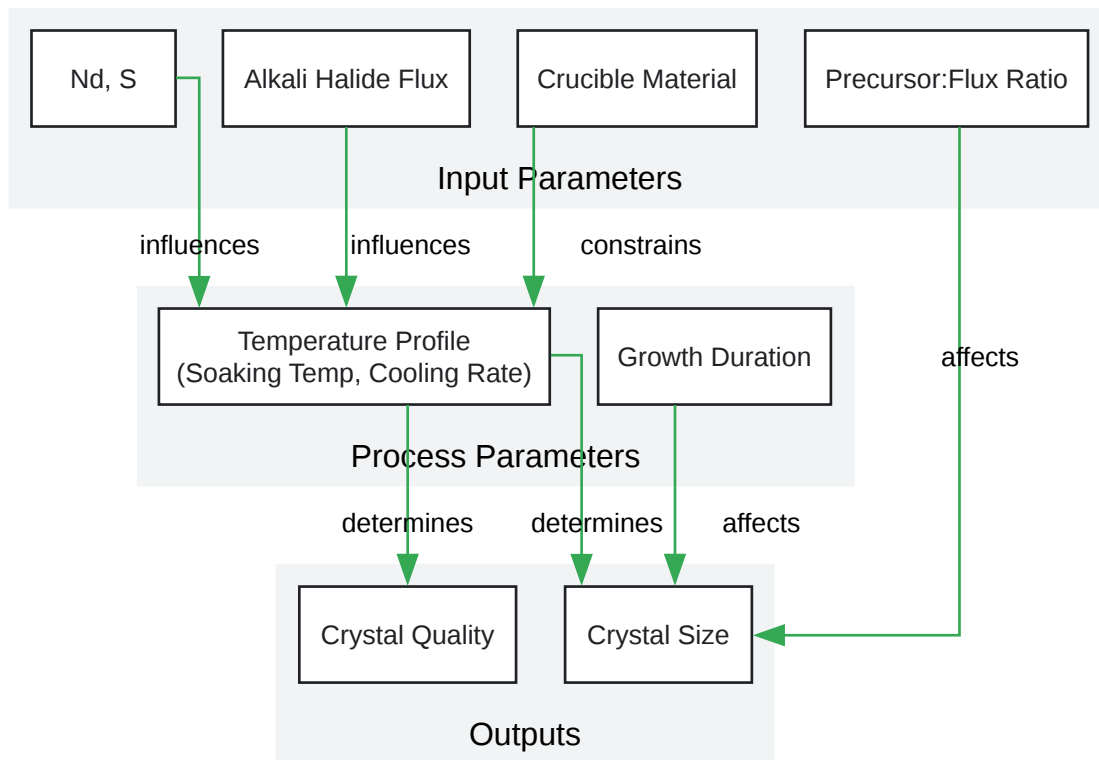 Nd, S
Alkali Halide Flux
Crucible Material
Precursor:Flux Ratio
Input Parameters
influences
influences
constrains
Temperature Profile
(Soaking Temp, Cooling Rate)
Growth Duration
affects
Process Parameters
determines
determines
affects
Crystal Quality
Crystal Size
Outputs